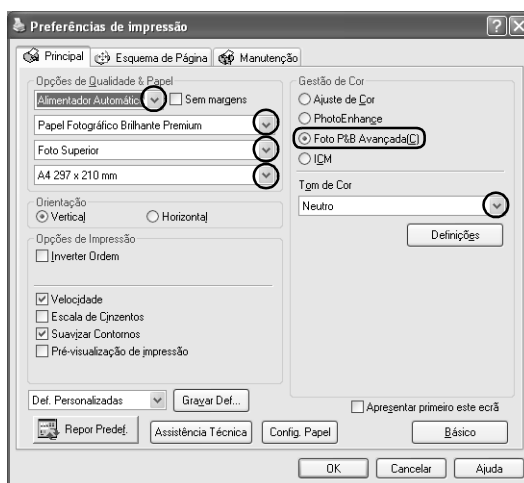 Preferências de impressão
Principal
Esquema de Página
Manutenção
Opções de Qualidade & Papel
Alimentador Automátic
Sem margens
Papel Fotográfico Brilhante Premium
Foto Superior
A4 297 x 210 mm
Orientação
Vertical
Horizontal
Opções de Impressão
Inverter Ordem
Velocidade
Escala de Cinzentos
Suavizar Contornos
Pré-visualização de impressão
Gestão de Cor
Ajuste de Cor
PhotoEnhance
Foto P&B Avançada(C)
ICM
Tom de Cor
Neutro
Definições
Def. Personalizadas
Gravar Def...
Apresentar primeiro este ecrã
Repor Predef.
Assistência Técnica
Config. Papel
Básico
OK
Cancelar
Ajuda